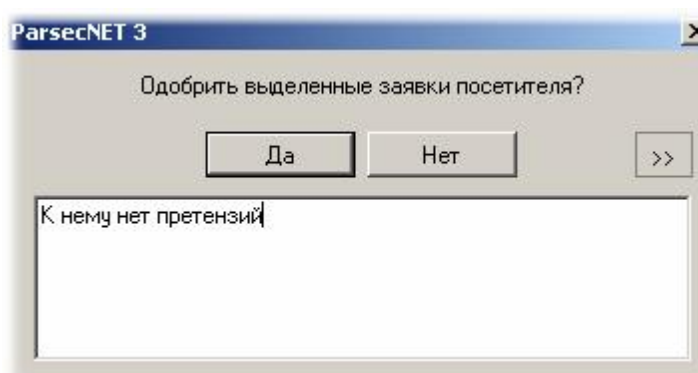 ParsecNET 3
Одобрить выделенные заявки посетителя?
Да Нет >>
К нему нет претензий